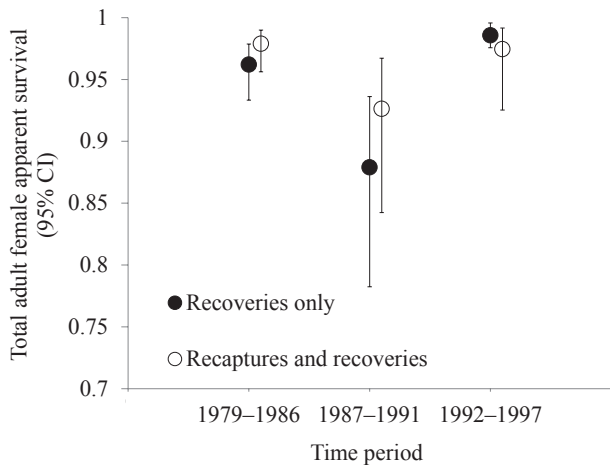 Total adult female apparent survival
(95% CI)
1
0.95
0.9
0.85
0.8
0.75
0.7
Recoveries only
Recaptures and recoveries
1979–1986
1987–1991
1992–1997
Time period